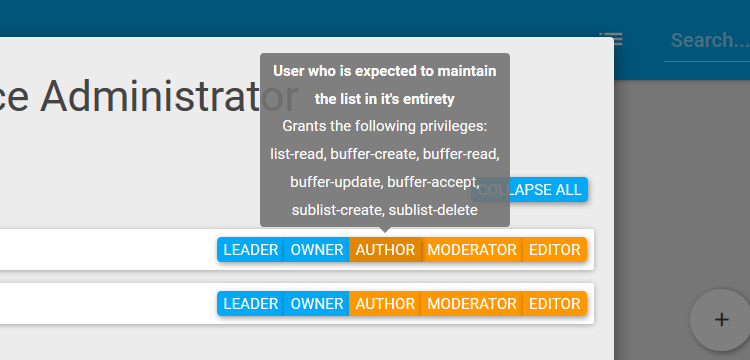 Search...
ce Administrator
User who is expected to maintain
the list in it's entirety
Grants the following privileges:
list-read, buffer-create, buffer-read,
buffer-update, buffer-accept,
sublist-create, sublist-delete
COLLAPSE ALL
LEADER OWNER AUTHOR MODERATOR EDITOR
LEADER OWNER AUTHOR MODERATOR EDITOR